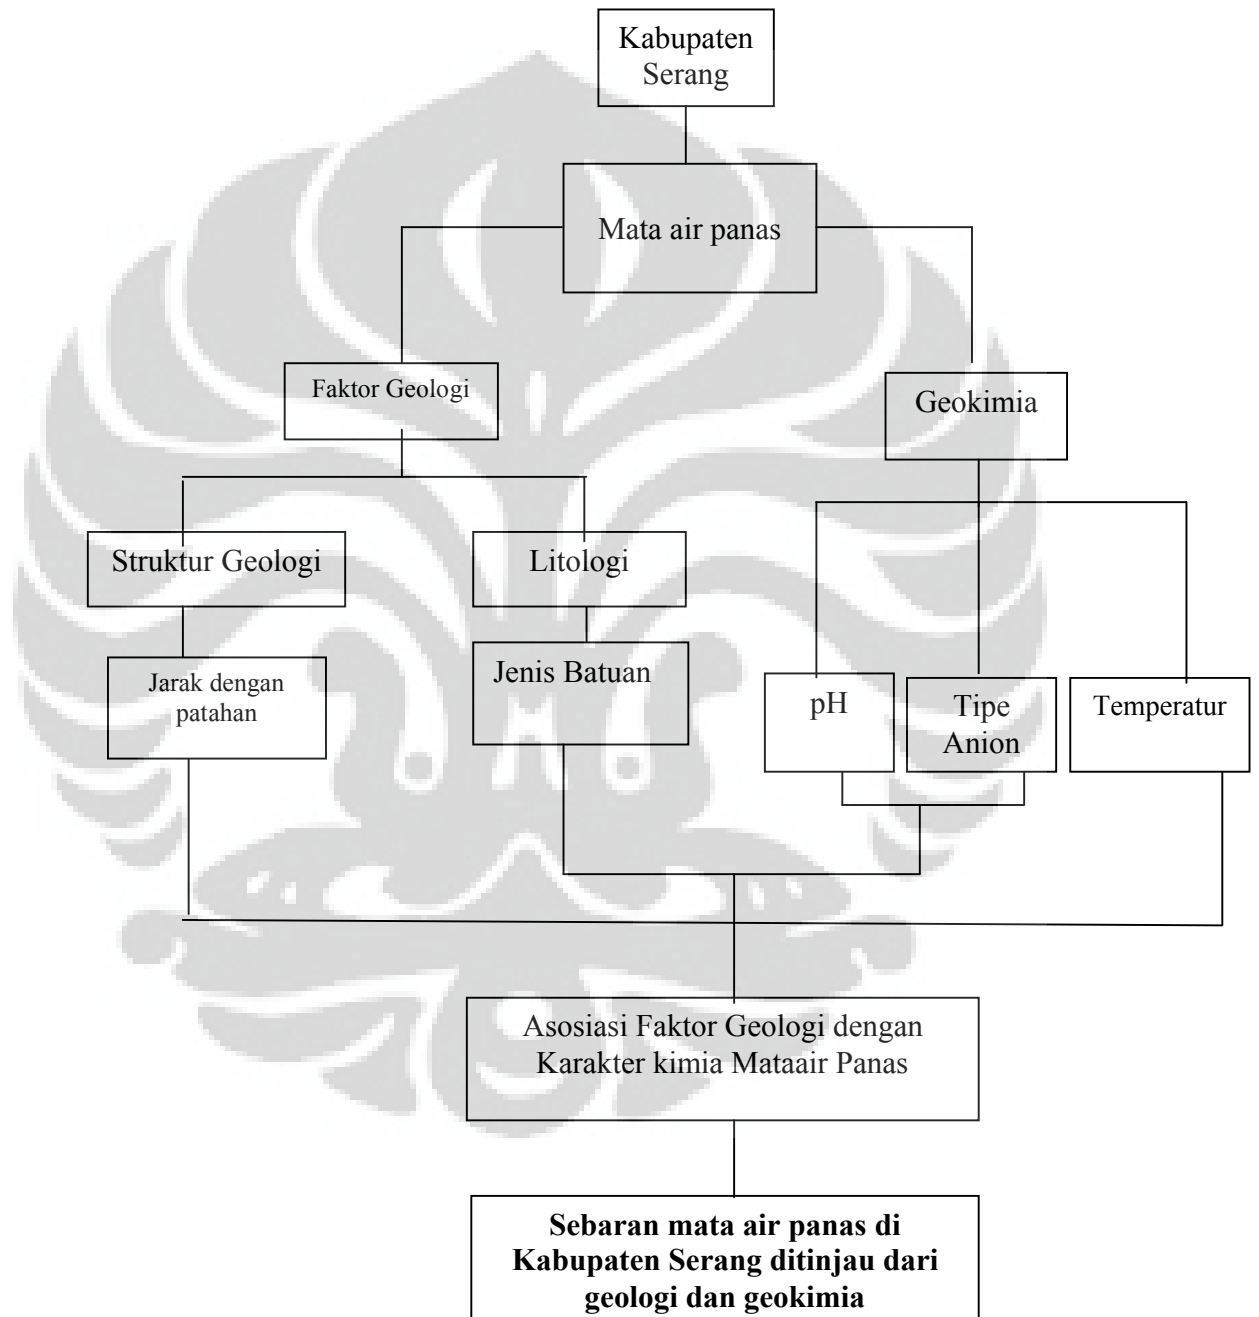 Kabupaten
Serang
Mata air panas
Faktor Geologi
Geokimia
Struktur Geologi
Litologi
Jarak dengan
patahan
Jenis Batuan
pH
Tipe
Anion
Temperatur
Asosiasi Faktor Geologi dengan
Karakter kimia Mataair Panas
Sebaran mata air panas di
Kabupaten Serang ditinjau dari
geologi dan geokimia